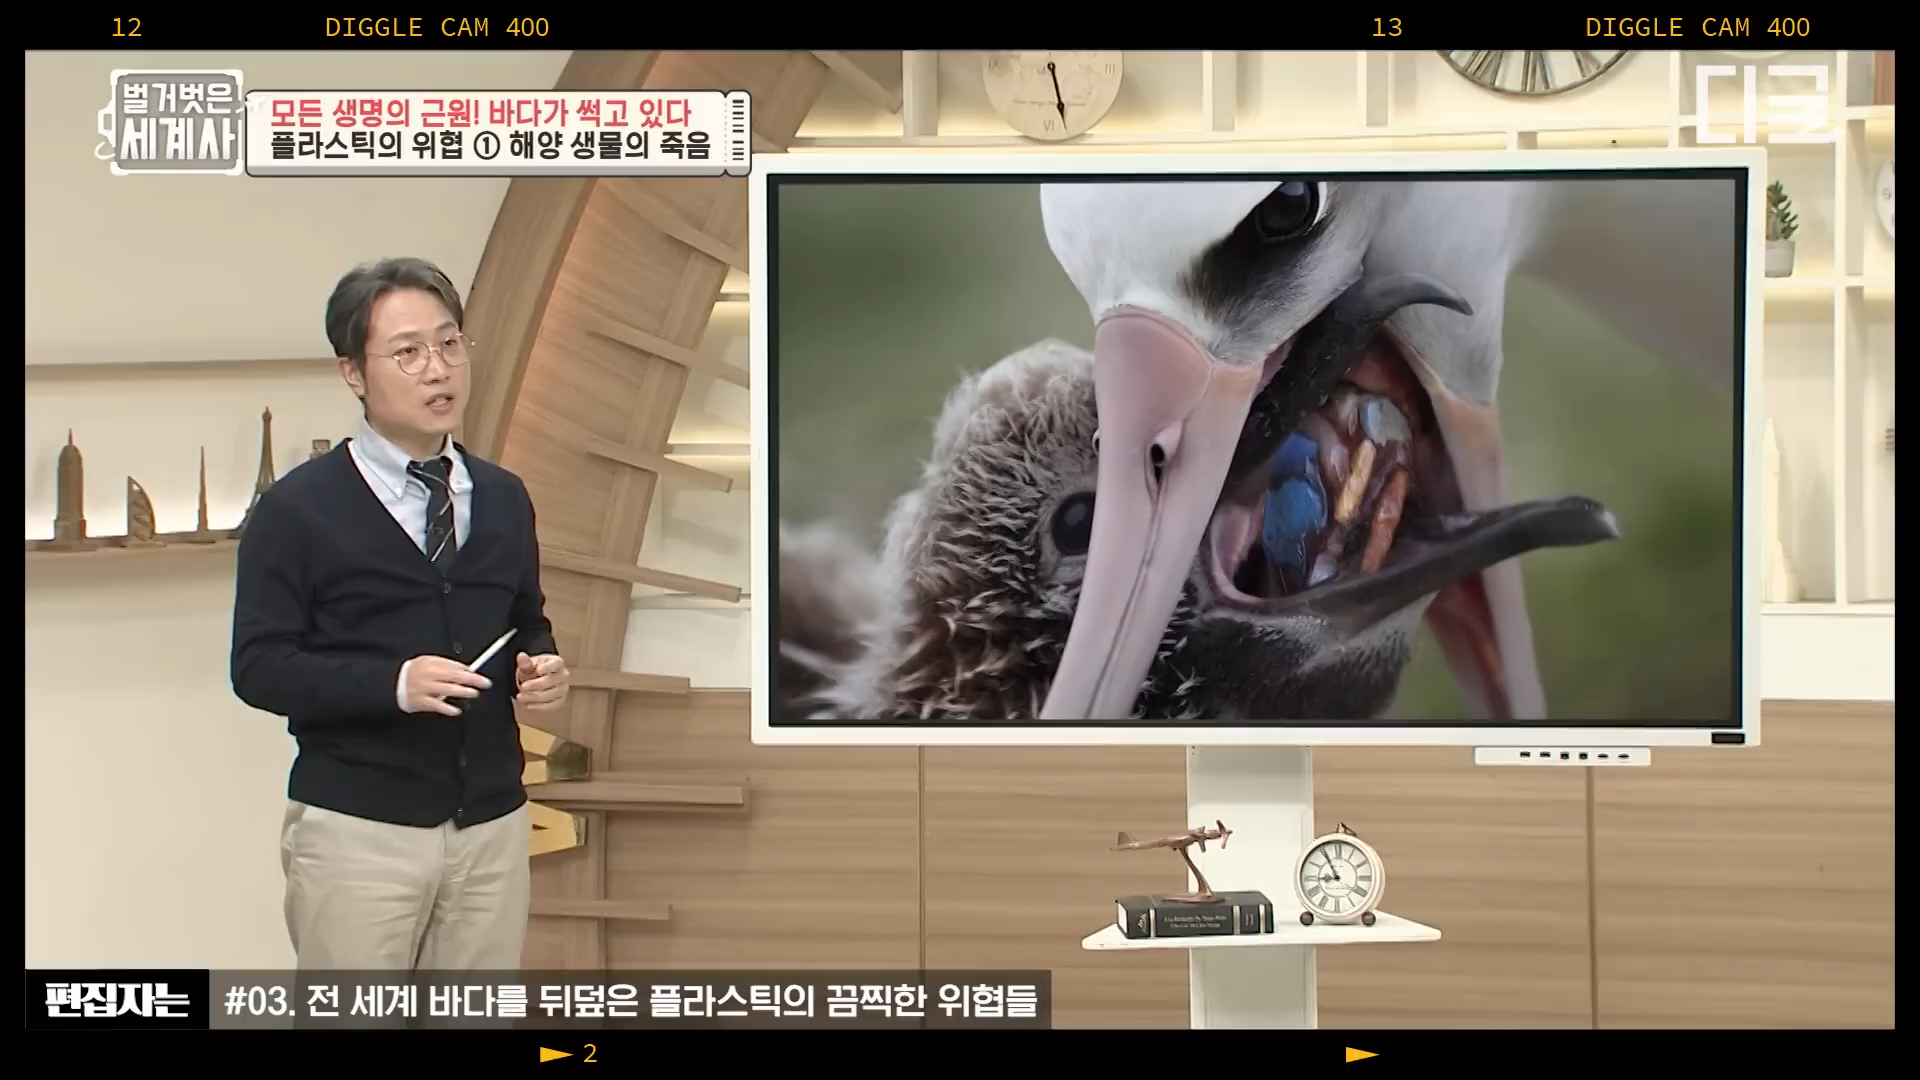 12
DIGGLE CAM 400
13
DIGGLE CAM 400
벌거벗은
세계사
모든 생명의 근원! 바다가 썩고 있다
플라스틱의 위협 ① 해양 생물의 죽음
디글
편집자는
#03. 전 세계 바다를 뒤덮은 플라스틱의 끔찍한 위협들
2